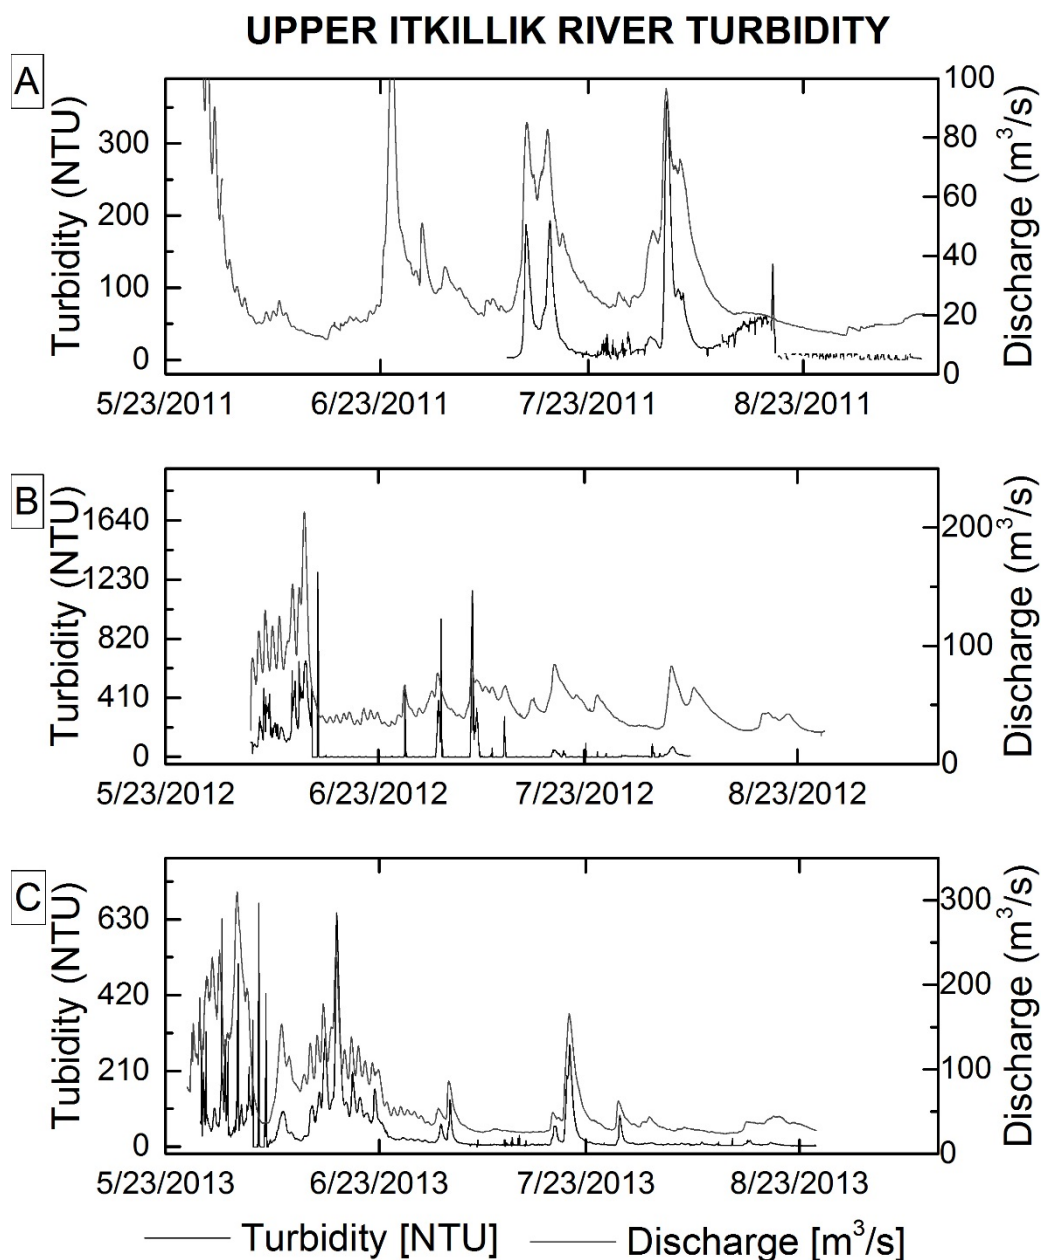 UPPER ITKILLIK RIVER TURBIDITY
A
Turbidity (NTU)
300
200
100
0
100
80
60
40
20
0
Discharge (m³/s)
5/23/2011 6/23/2011 7/23/2011 8/23/2011
B
Turbidity (NTU)
1640
1230
820
410
0
200
100
0
Discharge (m³/s)
5/23/2012 6/23/2012 7/23/2012 8/23/2012
C
Tubidity (NTU)
630
420
210
0
300
200
100
0
Discharge (m³/s)
5/23/2013 6/23/2013 7/23/2013 8/23/2013
Turbidity [NTU] Discharge [m³/s]